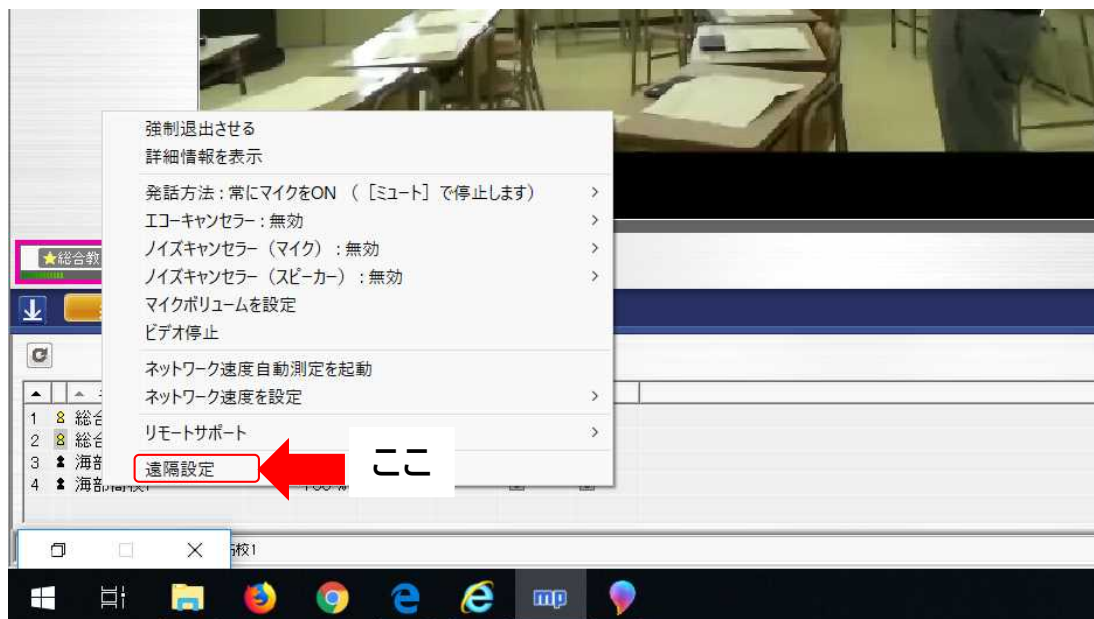 強制退出させる
詳細情報を表示
発話方法 : 常にマイクをON （ ［ミュート］ で停止します）
エコーキャンセラー : 無効
ノイズキャンセラー （マイク） : 無効
★総合教
ノイズキャンセラー （スピーカー） : 無効
マイクボリュームを設定
ビデオ停止
ネットワーク速度自動測定を起動
ネットワーク速度を設定
1 総合
リモートサポート
2 総合
ここ
3 海部
遠隔設定
4 海部高校1
校1
mp